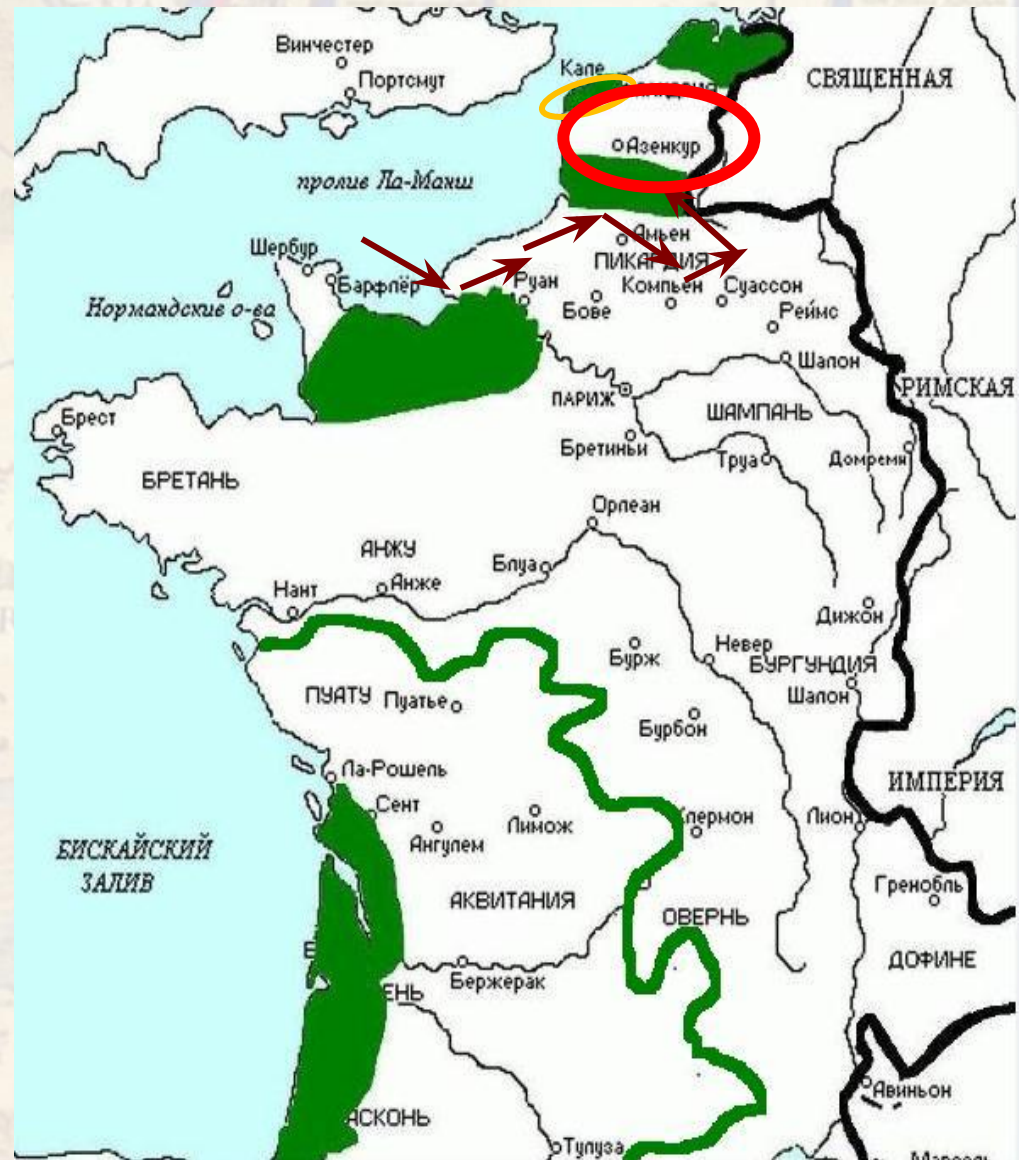 Винчестер
Портсмут
Кале
СВЯЩЕННАЯ
Азенкур
пролив Ла-Манш
Шербур
Барфлёр
Нормандские о-ва
Амьен
ПИКАРДИЯ
Руан
Компьен
Суассон
Бове
Реймс
Шалон
РИМСКАЯ
ПАРИЖ
ШАМПАНЬ
Брест
Бретиньи
Труа
Домреми
БРЕТАНЬ
Орлеан
АНЖУ
Блуа
Анже
Нант
Дижон
Бурж
Невер
БУРГУНДИЯ
ПУАТУ
Пуатье
Шалон
Бурбон
Ла-Рошель
ИМПЕРИЯ
Сент
Лимож
Клермон
Лион
Ангулем
БИСКАЙСКИЙ
ЗАЛИВ
Гренобль
АКВИТАНИЯ
ОВЕРНЬ
ДОФИНЕ
Бержерак
ЕНЬ
Авиньон
АСКОНЬ
Тулуза